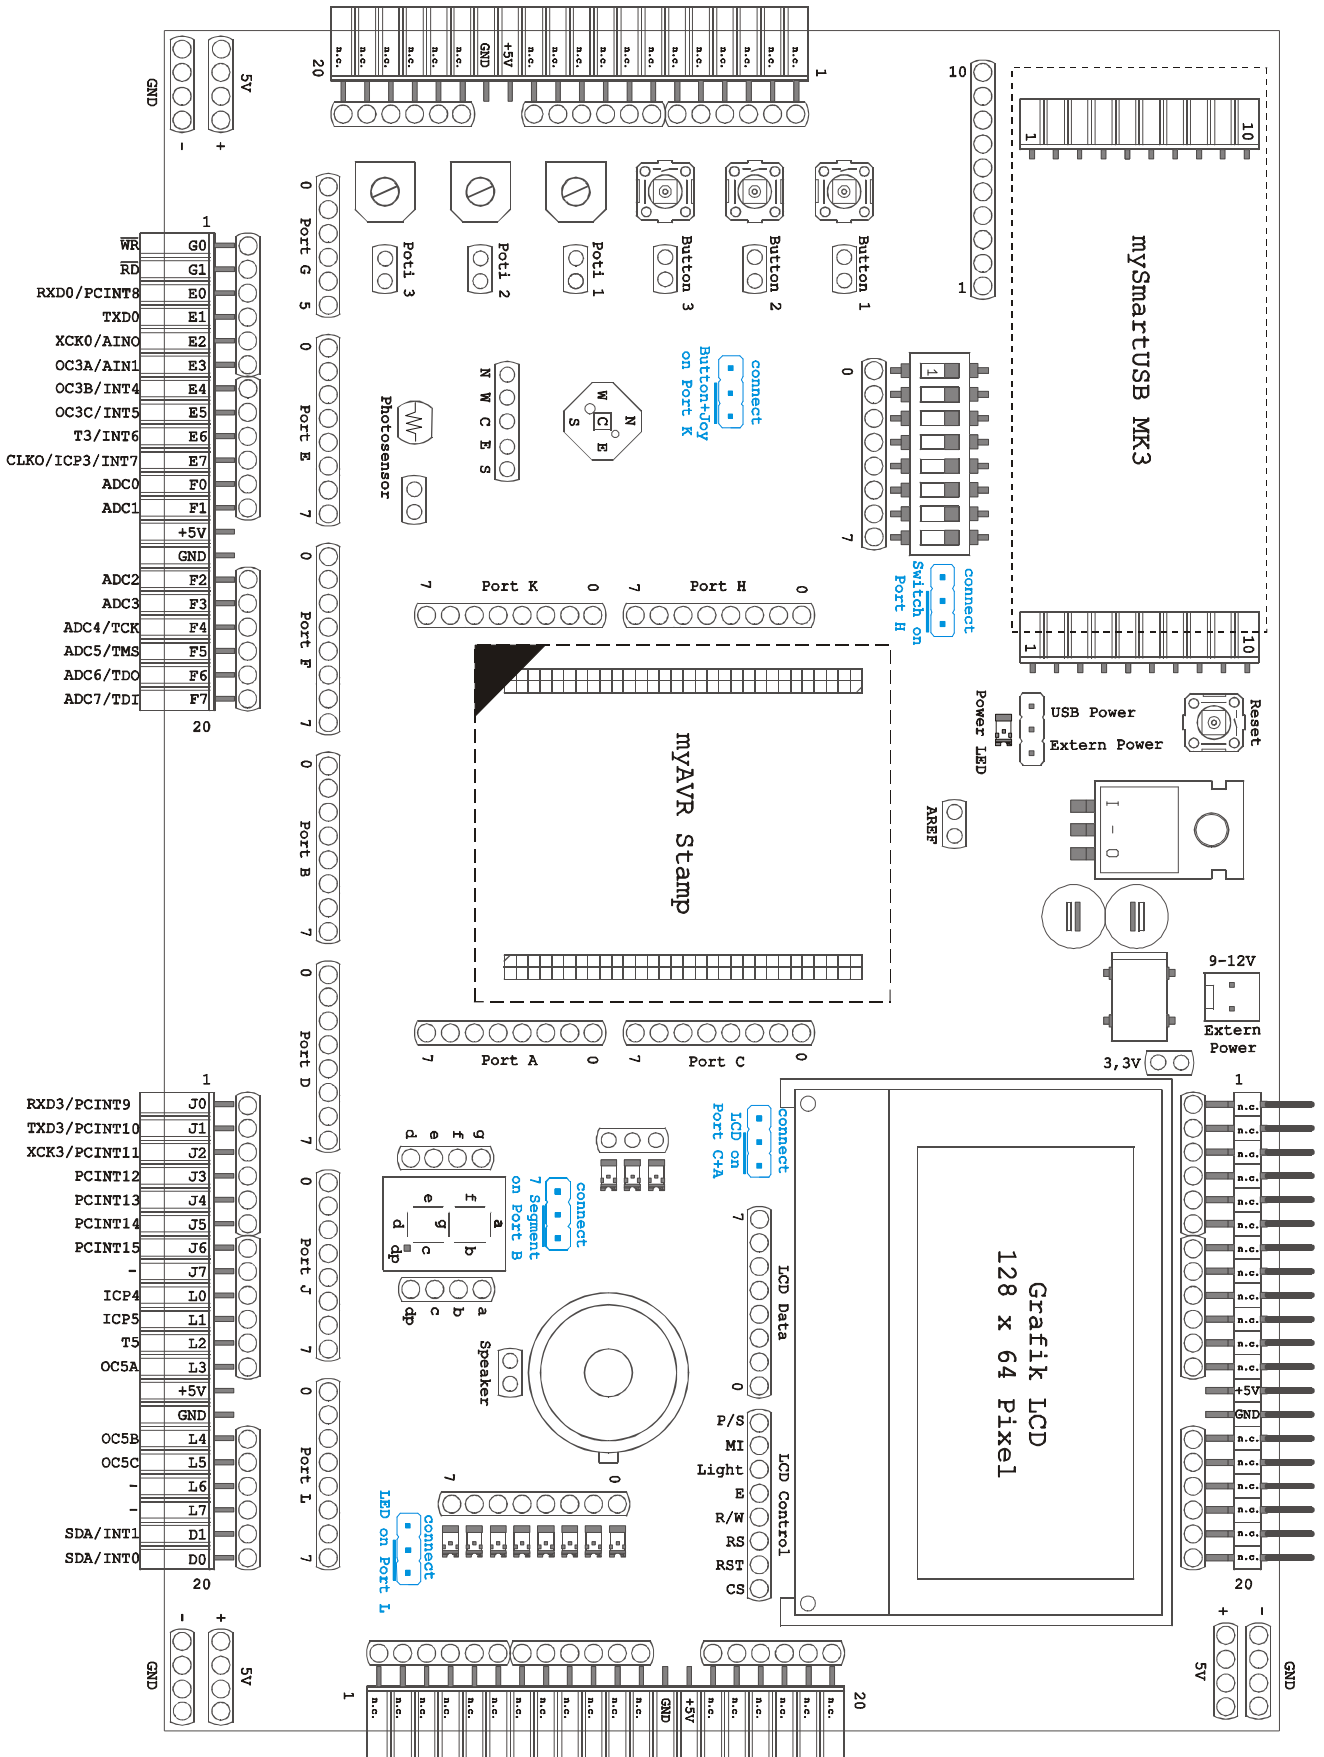 20
n.c.
n.c.
n.c.
n.c.
n.c.
n.c.
GND
+5V
n.c.
n.c.
n.c.
n.c.
n.c.
n.c.
n.c.
n.c.
n.c.
n.c.
n.c.
n.c.
1
GND
5V
-
+
10
1
1
10
mySmartUSB MK3
1
10
0
Port G
5
Poti 3
Poti 2
Poti 1
Button 3
Button 2
Button 1
1
WR G0
RD G1
RXD0/PCINT8 E0
TXD0 E1
XCK0/AIN0 E2
OC3A/AIN1 E3
OC3B/INT4 E4
OC3C/INT5 E5
T3/INT6 E6
CLKO/ICP3/INT7 E7
ADC0 F0
ADC1 F1
+5V
GND
ADC2 F2
ADC3 F3
ADC4/TCK F4
ADC5/TMS F5
ADC6/TDO F6
ADC7/TDI F7
20
0
Port E
7
Photosensor
N W C E S
N
W
C
E
S
connect
Button+Joy
on Port K
0
7
1
connect
Switch on
Port H
0
Port F
7
7 Port K 0
7 Port H 0
myAVR Stamp
Power LED
USB Power
Extern Power
Reset
AREF
I
-
O
9-12V
Extern
Power
3,3V
0
Port B
7
0
Port D
7
7 Port A 0
7 Port C 0
1
RXD3/PCINT9 J0
TXD3/PCINT10 J1
XCK3/PCINT11 J2
PCINT12 J3
PCINT13 J4
PCINT14 J5
PCINT15 J6
- J7
ICP4 L0
ICP5 L1
T5 L2
OC5A L3
+5V
GND
OC5B L4
OC5C L5
- L6
- L7
SDA/INT1 D1
SDA/INT0 D0
20
0
Port J
7
d e f g
e f
d g a
dp c b
dp c b a
connect
7 Segment
on Port B
connect
LCD on
Port C+A
Speaker
7
LCD Data
0
P/S
MI
Light
E
R/W
RS
RST
CS
LCD Control
Grafik LCD
128 x 64 Pixel
0
Port L
7
7
0
connect
LED on Port L
1
n.c.
n.c.
n.c.
n.c.
n.c.
n.c.
n.c.
n.c.
n.c.
n.c.
n.c.
n.c.
+5V
GND
n.c.
n.c.
n.c.
n.c.
n.c.
n.c.
20
-
+
GND
5V
+
-
5V
GND
1
n.c.
n.c.
n.c.
n.c.
n.c.
n.c.
n.c.
n.c.
n.c.
n.c.
n.c.
n.c.
GND
+5V
n.c.
n.c.
n.c.
n.c.
n.c.
n.c.
20